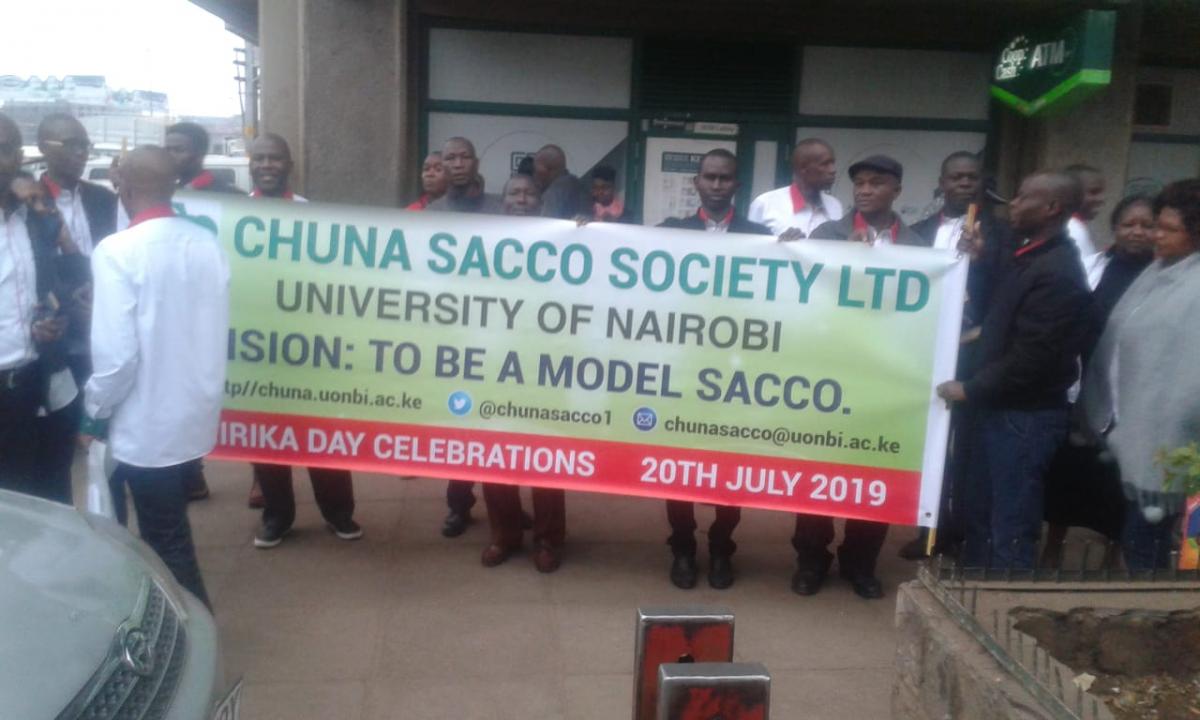 CHUNA SACCO SOCIETY LTD
UNIVERSITY OF NAIROBI
ISION: TO BE A MODEL SACCO.
tp//chuna.uonbi.ac.ke @chunasacco1 chunasacco@uonbi.ac.ke
IRIKA DAY CELEBRATIONS 20TH JULY 2019
Coop Cash ATM